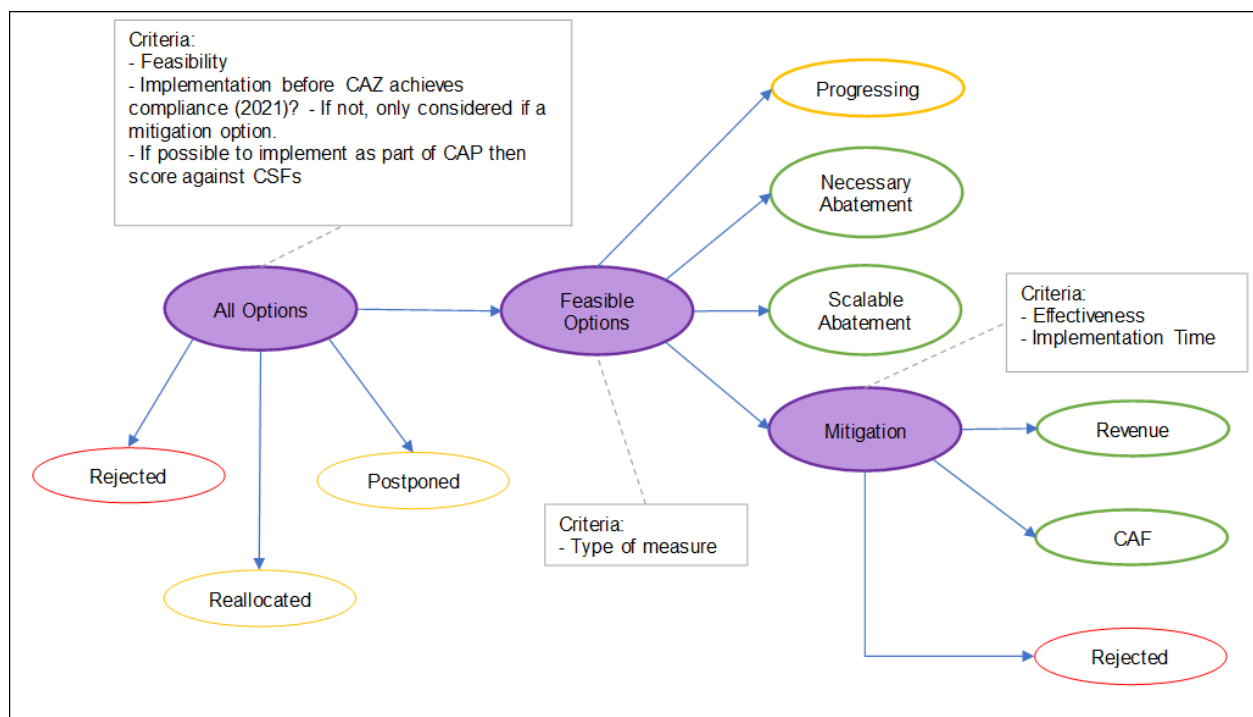 Criteria:
- Feasibility
- Implementation before CAZ achieves
compliance (2021)? - If not, only considered if a
mitigation option.
- If possible to implement as part of CAP then
score against CSFs
Progressing
Necessary
Abatement
All Options
Feasible
Options
Scalable
Abatement
Criteria:
- Effectiveness
- Implementation Time
Mitigation
Revenue
Rejected
Postponed
Criteria:
- Type of measure
CAF
Reallocated
Rejected